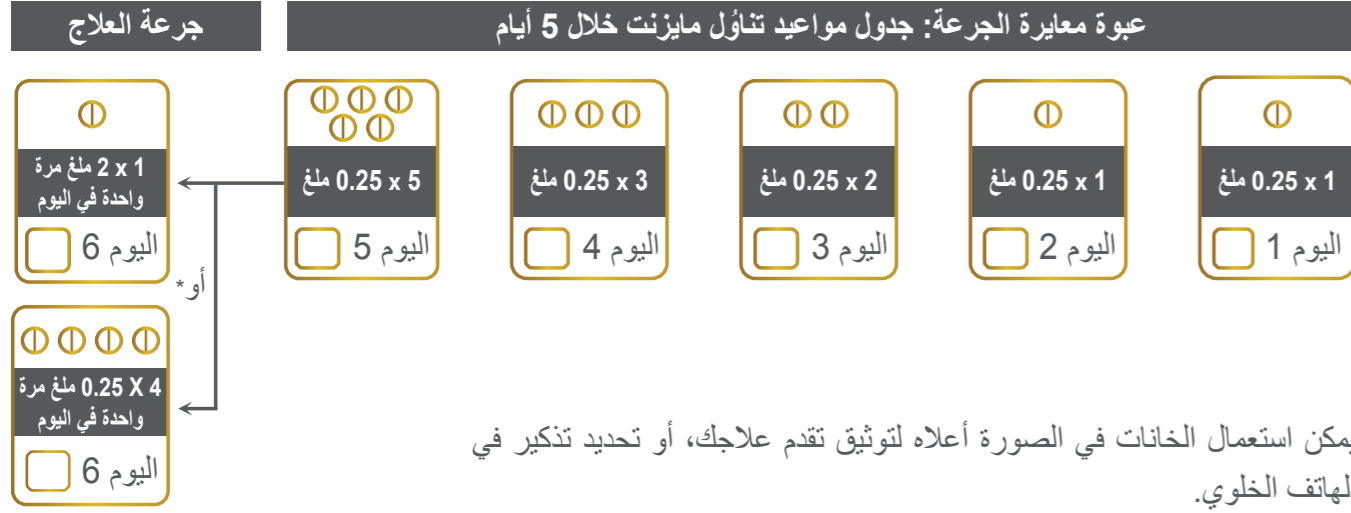 عبوة معايرة الجرعة: جدول مواعيد تناوُل مايزنت خلال 5 أيام
جرعة العلاج
1 x 0.25 ملغ
اليوم 1
1 x 0.25 ملغ
اليوم 2
2 x 0.25 ملغ
اليوم 3
3 x 0.25 ملغ
اليوم 4
5 x 0.25 ملغ
اليوم 5
1 x 2 ملغ مرة
واحدة في اليوم
اليوم 6
أو*
4 X 0.25 ملغ مرة
واحدة في اليوم
اليوم 6
يمكن استعمال الخانات في الصورة أعلاه لتوثيق تقدم علاجك، أو تحديد تذكير في
الهاتف الخلوي.